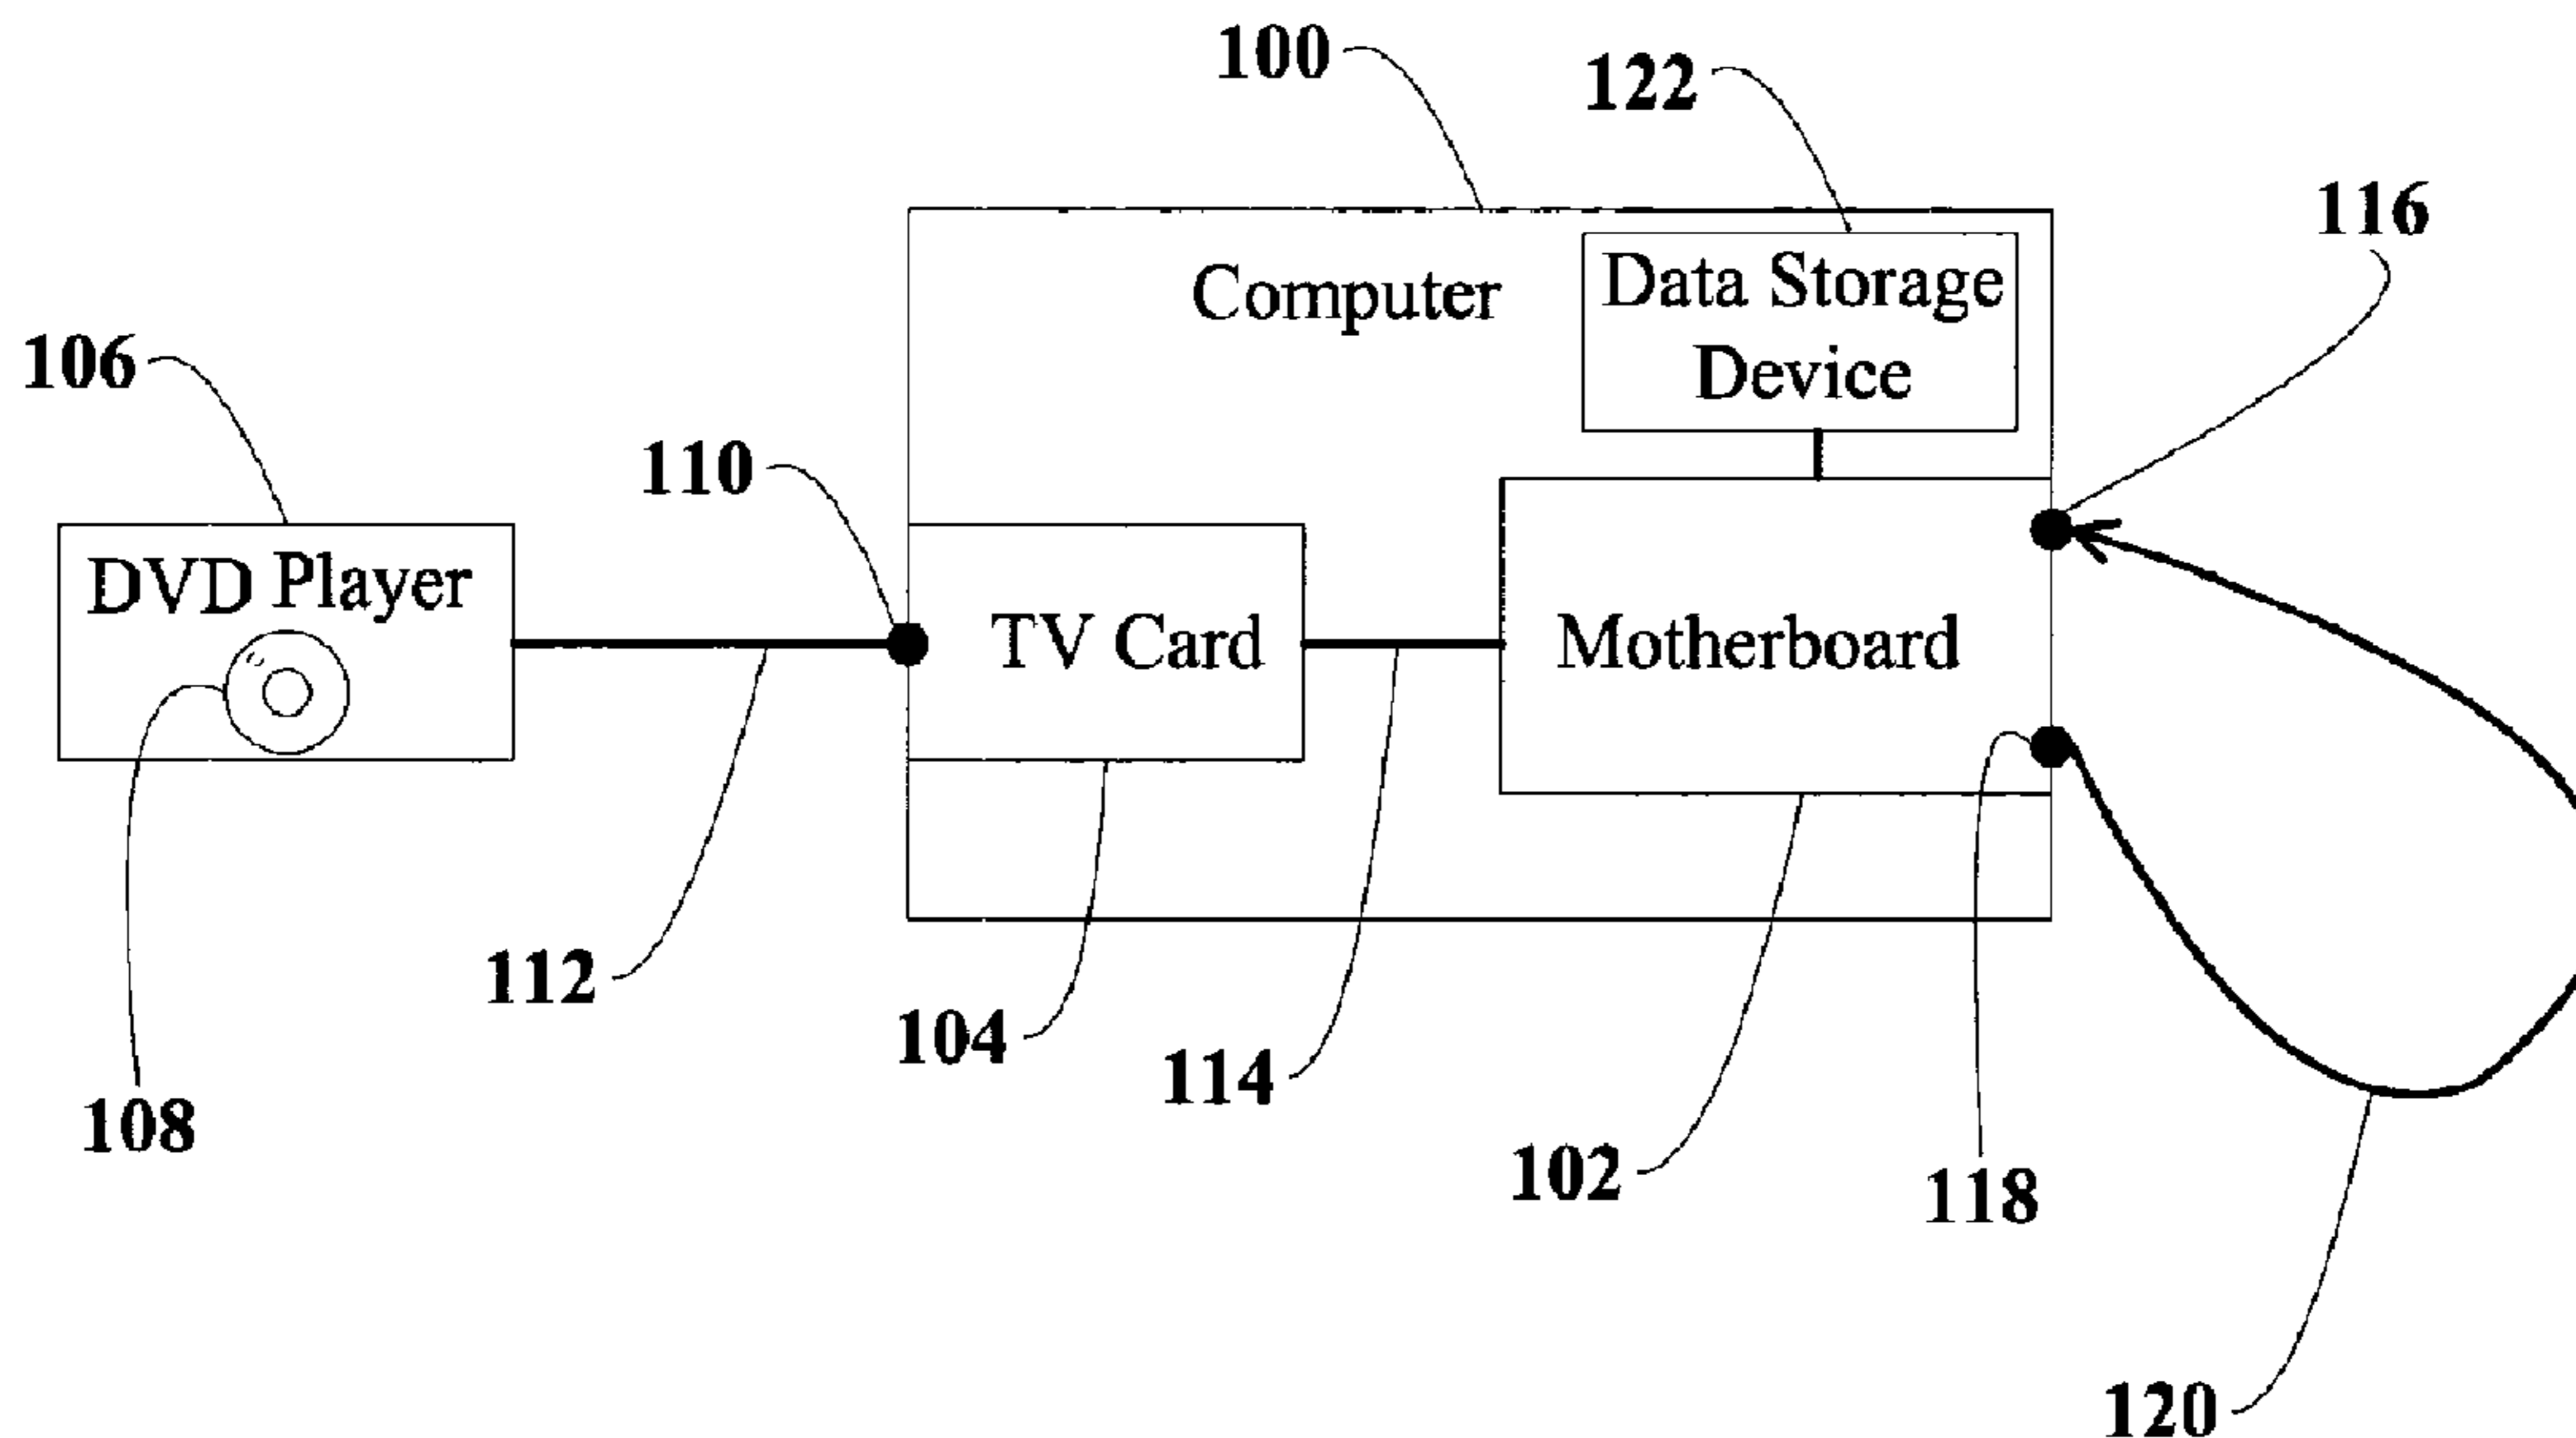 100
122
116
Computer
Data Storage
Device
106
110
DVD Player
TV Card
Motherboard
112
104
114
108
102
118
120